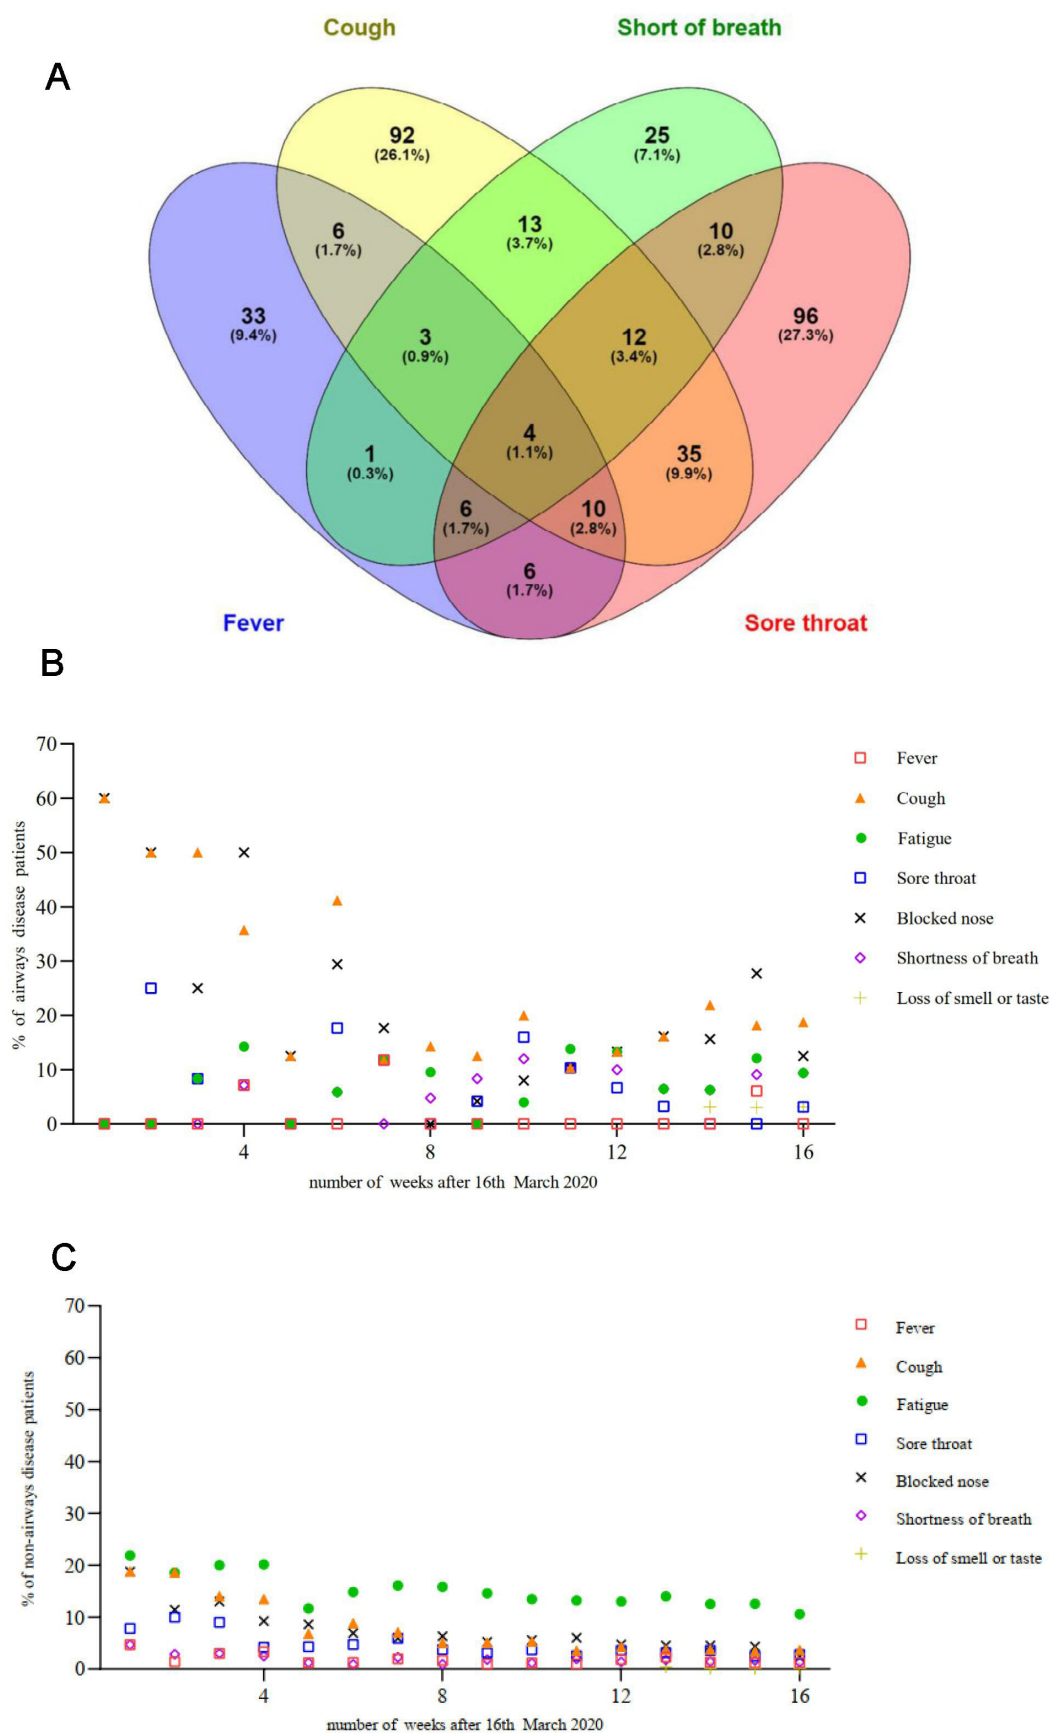 Cough
Short of breath
A
92
(26.1%)
25
(7.1%)
6
(1.7%)
13
(3.7%)
10
(2.8%)
33
(9.4%)
3
(0.9%)
12
(3.4%)
96
(27.3%)
1
(0.3%)
4
(1.1%)
35
(9.9%)
6
(1.7%)
10
(2.8%)
6
(1.7%)
Fever
Sore throat
B
% of airways disease patients
70
60
50
40
30
20
10
0
4
8
12
16
number of weeks after 16th March 2020
Fever
Cough
Fatigue
Sore throat
Blocked nose
Shortness of breath
Loss of smell or taste
C
% of non-airways disease patients
70
60
50
40
30
20
10
0
4
8
12
16
number of weeks after 16th March 2020
Fever
Cough
Fatigue
Sore throat
Blocked nose
Shortness of breath
Loss of smell or taste